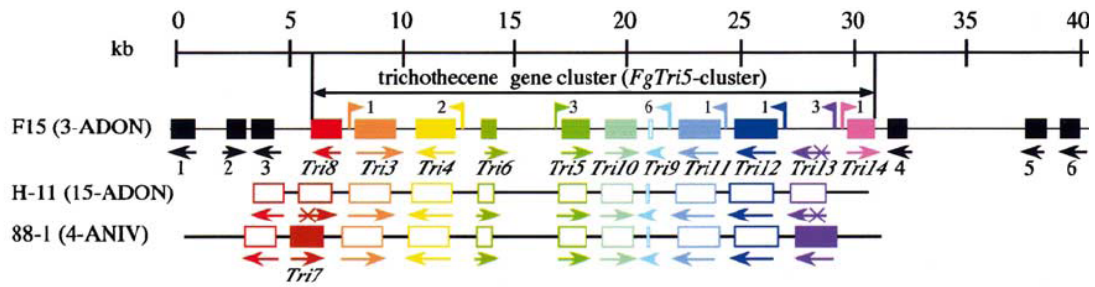 0 5 10 15 20 25 30 35 40
kb
trichothecene gene cluster (FgTri5-cluster)
1 2 3 6 1 1 3 1
F15 (3-ADON)
1 2 3 Tri8 Tri3 Tri4 Tri6 Tri5 Tri10 Tri9 Tri11 Tri12 Tri13 Tri14 4 5 6
H-11 (15-ADON)
88-1 (4-ANIV)
Tri7